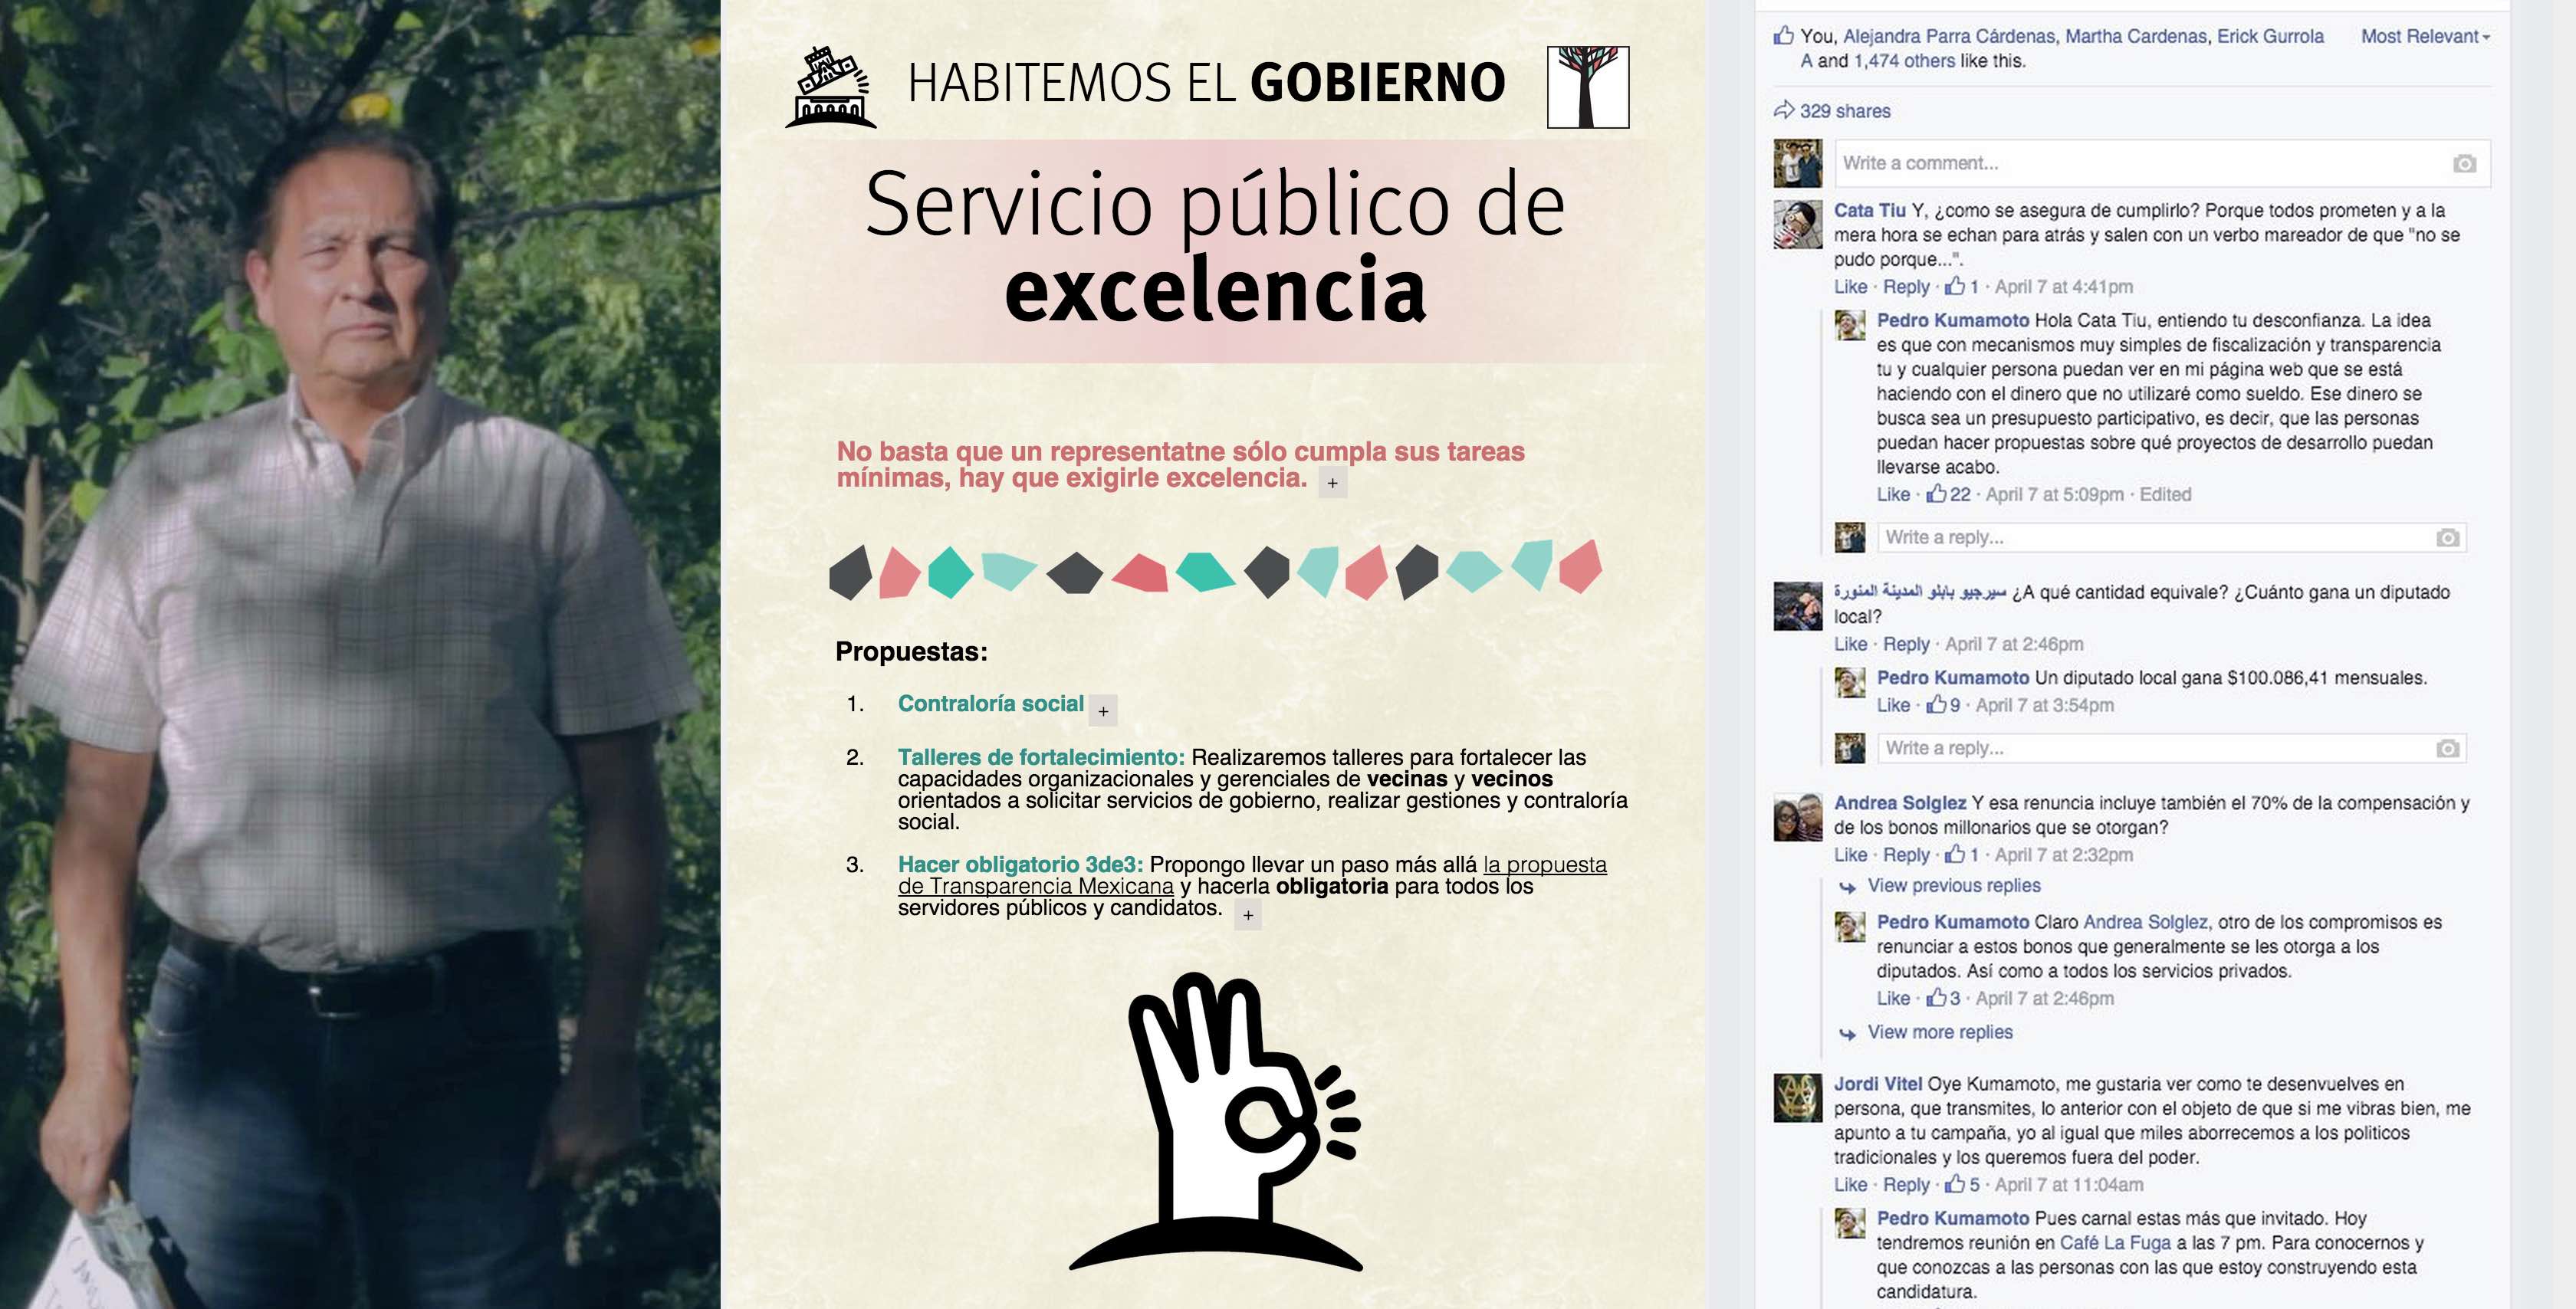 HABITEMOS EL GOBIERNO
Servicio público de
excelencia
No basta que un representatne sólo cumpla sus tareas
mínimas, hay que exigirle excelencia. +
Propuestas:
1. Contraloría social +
2. Talleres de fortalecimiento: Realizaremos talleres para fortalecer las
capacidades organizacionales y gerenciales de vecinas y vecinos
orientados a solicitar servicios de gobierno, realizar gestiones y contraloría
social.
3. Hacer obligatorio 3de3: Propongo llevar un paso más allá la propuesta
de Transparencia Mexicana y hacerla obligatoria para todos los
servidores públicos y candidatos. +
You, Alejandra Parra Cárdenas, Martha Cardenas, Erick Gurrola
A and 1,474 others like this.
Most Relevant
329 shares
Write a comment...
Cata Tiu Y, ¿como se asegura de cumplirlo? Porque todos prometen y a la
mera hora se echan para atrás y salen con un verbo mareador de que "no se
pudo porque...".
Like · Reply · 1 · April 7 at 4:41pm
Pedro Kumamoto Hola Cata Tiu, entiendo tu desconfianza. La idea
es que con mecanismos muy simples de fiscalización y transparencia
tu y cualquier persona puedan ver en mi página web que se está
haciendo con el dinero que no utilizaré como sueldo. Ese dinero se
busca sea un presupuesto participativo, es decir, que las personas
puedan hacer propuestas sobre qué proyectos de desarrollo puedan
llevarse acabo.
Like · 22 · April 7 at 5:09pm · Edited
Write a reply...
سيرجيو بابلو المدينة المنورة ¿A qué cantidad equivale? ¿Cuánto gana un diputado
local?
Like · Reply · April 7 at 2:46pm
Pedro Kumamoto Un diputado local gana $100.086,41 mensuales.
Like · 9 · April 7 at 3:54pm
Write a reply...
Andrea Solglez Y esa renuncia incluye también el 70% de la compensación y
de los bonos millonarios que se otorgan?
Like · Reply · 1 · April 7 at 2:32pm
View previous replies
Pedro Kumamoto Claro Andrea Solglez, otro de los compromisos es
renunciar a estos bonos que generalmente se les otorga a los
diputados. Así como a todos los servicios privados.
Like · 3 · April 7 at 2:46pm
View more replies
Jordi Vitel Oye Kumamoto, me gustaria ver como te desenvuelves en
persona, que transmites, lo anterior con el objeto de que si me vibras bien, me
apunto a tu campaña, yo al igual que miles aborrecemos a los politicos
tradicionales y los queremos fuera del poder.
Like · Reply · 5 · April 7 at 11:04am
Pedro Kumamoto Pues carnal estas más que invitado. Hoy
tendremos reunión en Café La Fuga a las 7 pm. Para conocernos y
que conozcas a las personas con las que estoy construyendo esta
candidatura.